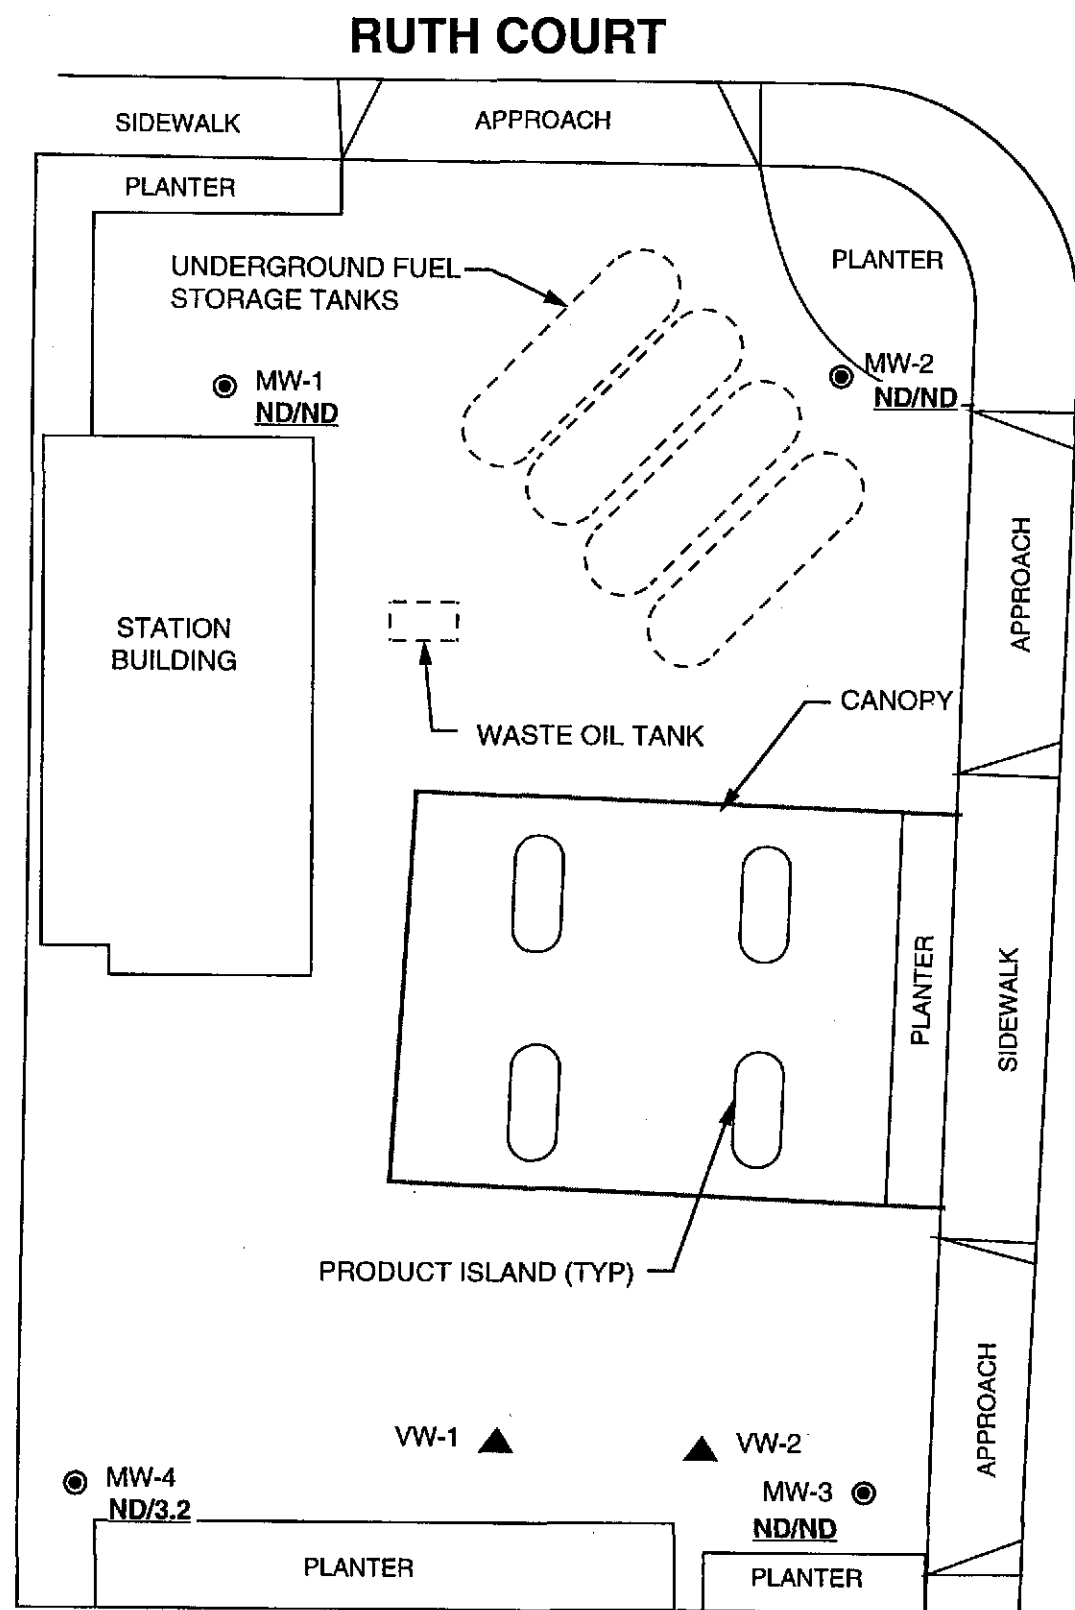 RUTH COURT
SIDEWALK
APPROACH
PLANTER
UNDERGROUND FUEL
STORAGE TANKS
PLANTER
MW-1
ND/ND
MW-2
ND/ND
APPROACH
STATION
BUILDING
CANOPY
WASTE OIL TANK
PLANTER
SIDEWALK
PRODUCT ISLAND (TYP)
APPROACH
VW-1
VW-2
MW-4
ND/3.2
MW-3
ND/ND
PLANTER
PLANTER